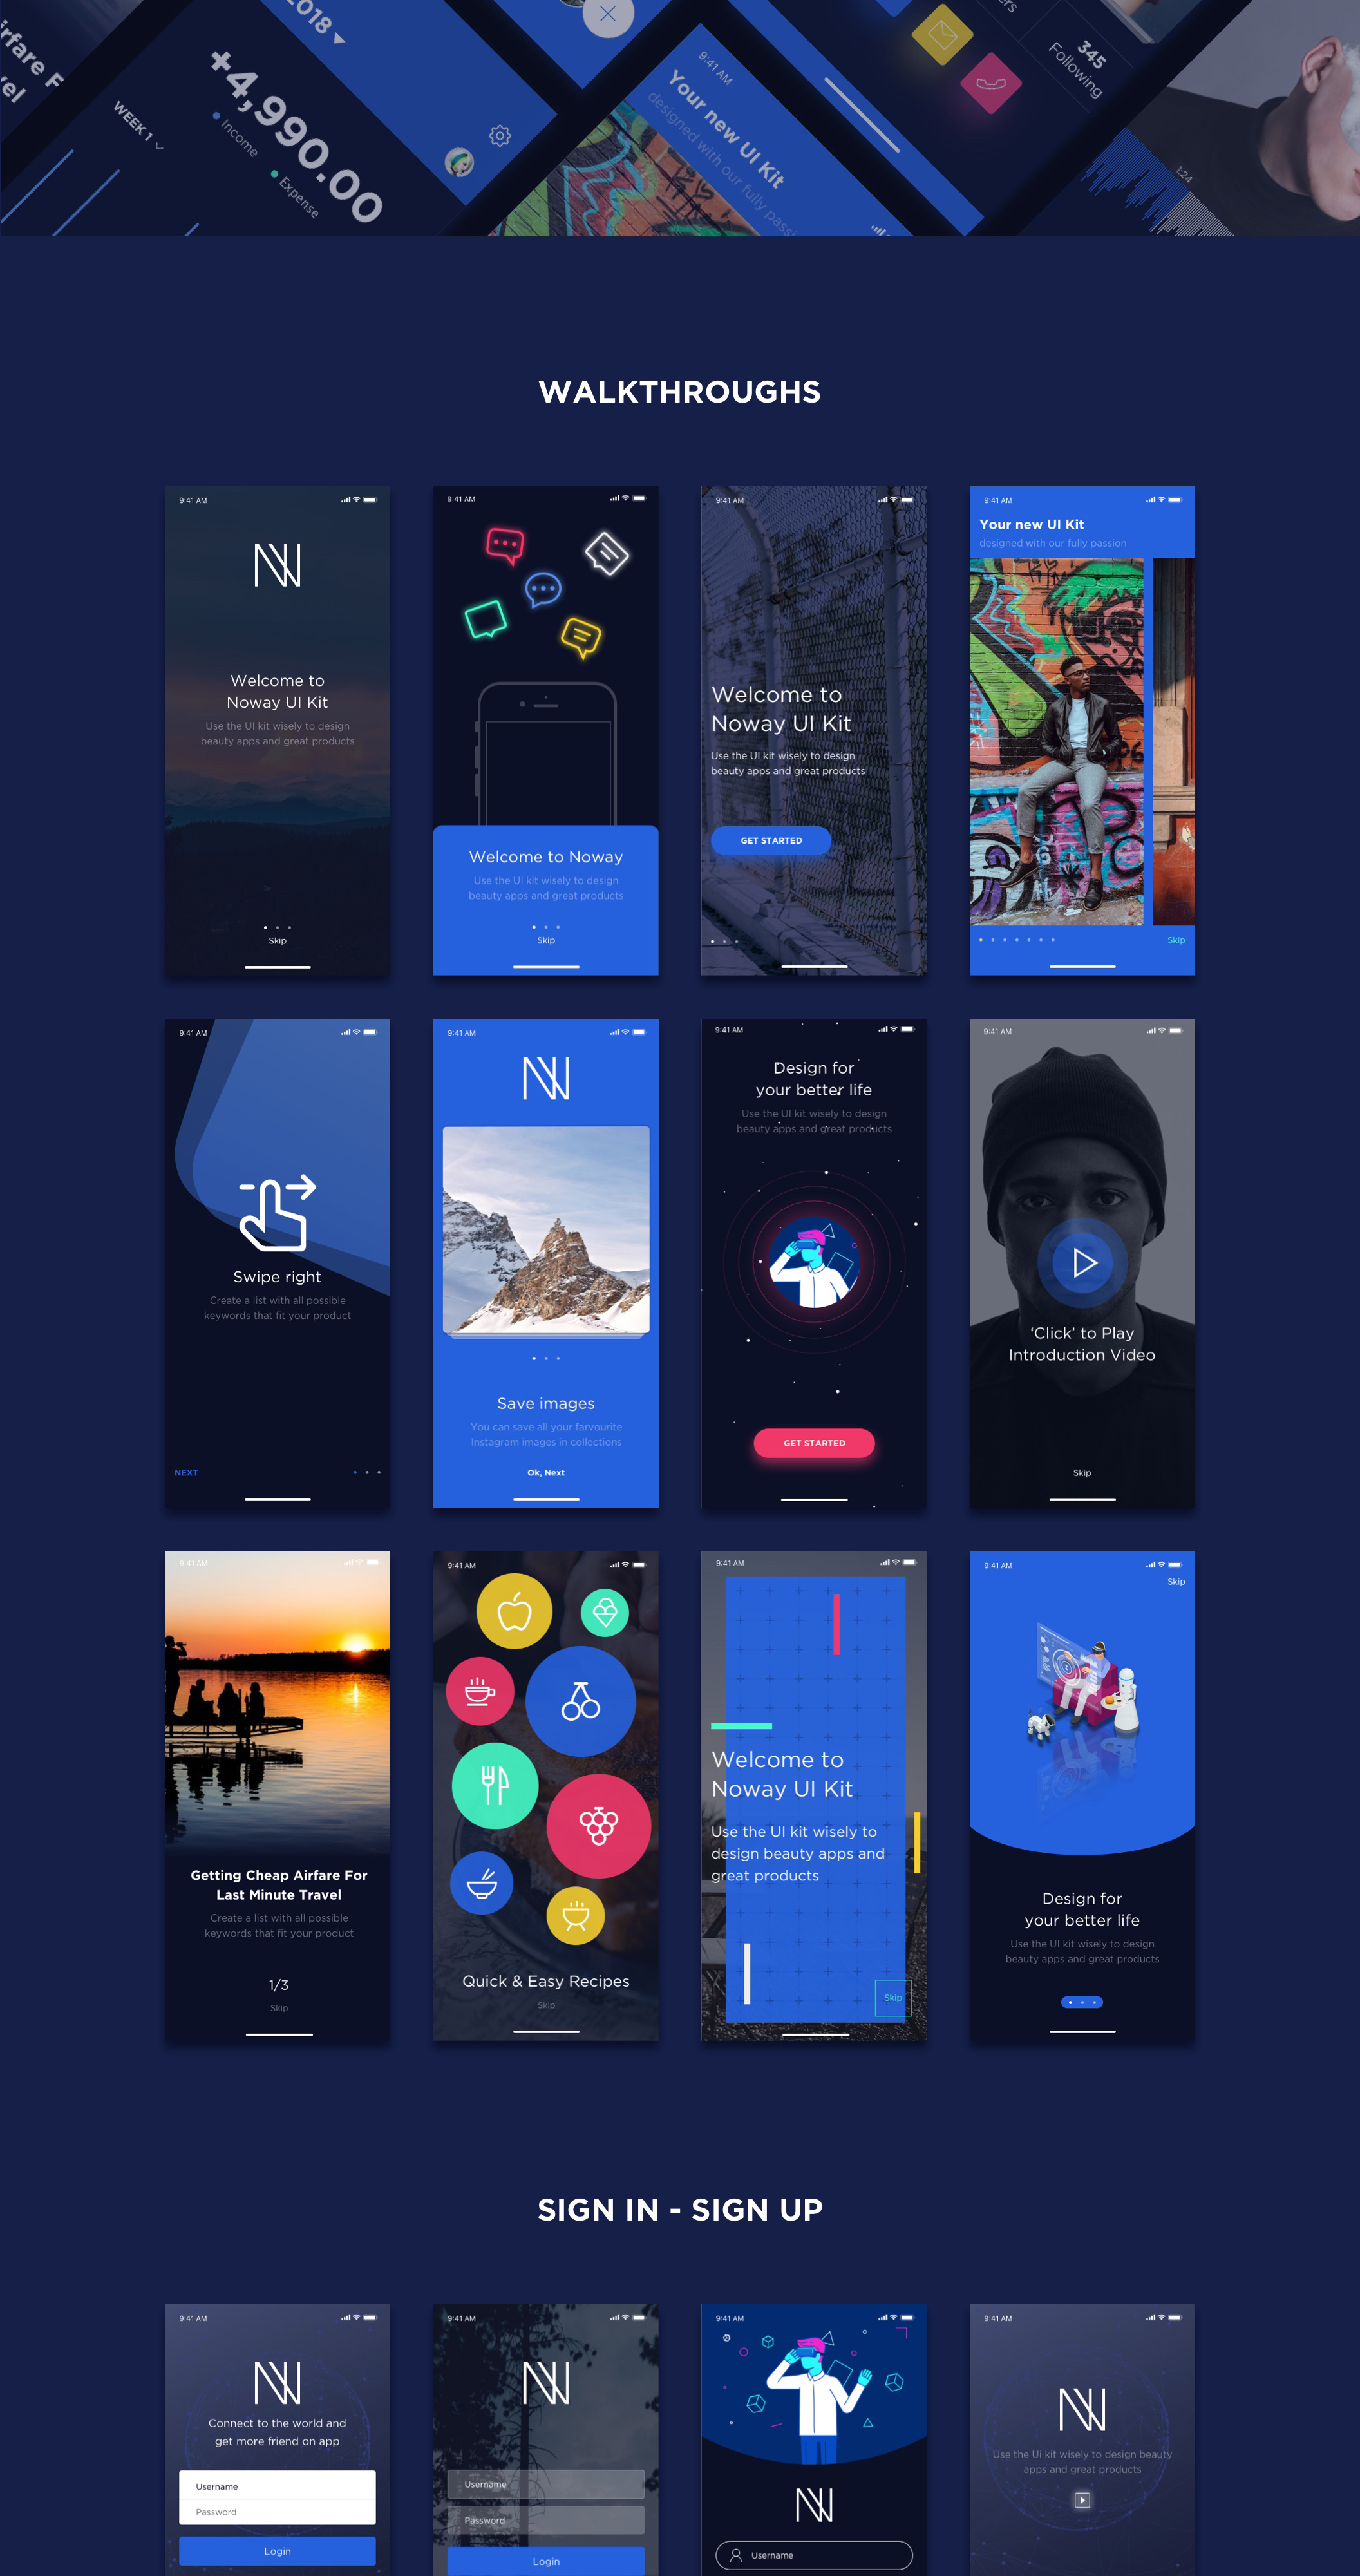 irfare F
vel
2018
+4,990.00
WEEK 1
Income
Expense
9:41 AM
Your new UI Kit
designed with our fully passi
345
Following
1:24
WALKTHROUGHS
9:41 AM
Welcome to
Noway UI Kit
Use the UI kit wisely to design
beauty apps and great products
Skip
9:41 AM
Welcome to Noway
Use the UI kit wisely to design
beauty apps and great products
Skip
9:41 AM
Welcome to
Noway UI Kit
Use the UI kit wisely to design
beauty apps and great products
GET STARTED
9:41 AM
Your new UI Kit
designed with our fully passion
Skip
9:41 AM
Swipe right
Create a list with all possible
keywords that fit your product
NEXT
9:41 AM
Save images
You can save all your farvourite
Instagram images in collections
Ok, Next
9:41 AM
Design for
your better life
Use the UI kit wisely to design
beauty apps and great products
GET STARTED
9:41 AM
‘Click’ to Play
Introduction Video
Skip
9:41 AM
Getting Cheap Airfare For
Last Minute Travel
Create a list with all possible
keywords that fit your product
1/3
Skip
9:41 AM
Quick & Easy Recipes
Skip
9:41 AM
Welcome to
Noway UI Kit
Use the UI kit wisely to
design beauty apps and
great products
Skip
9:41 AM
Skip
Design for
your better life
Use the UI kit wisely to design
beauty apps and great products
SIGN IN - SIGN UP
9:41 AM
Connect to the world and
get more friend on app
Username
Password
Login
9:41 AM
Username
Password
Login
9:41 AM
Username
9:41 AM
Use the Ui kit wisely to design beauty
apps and great products